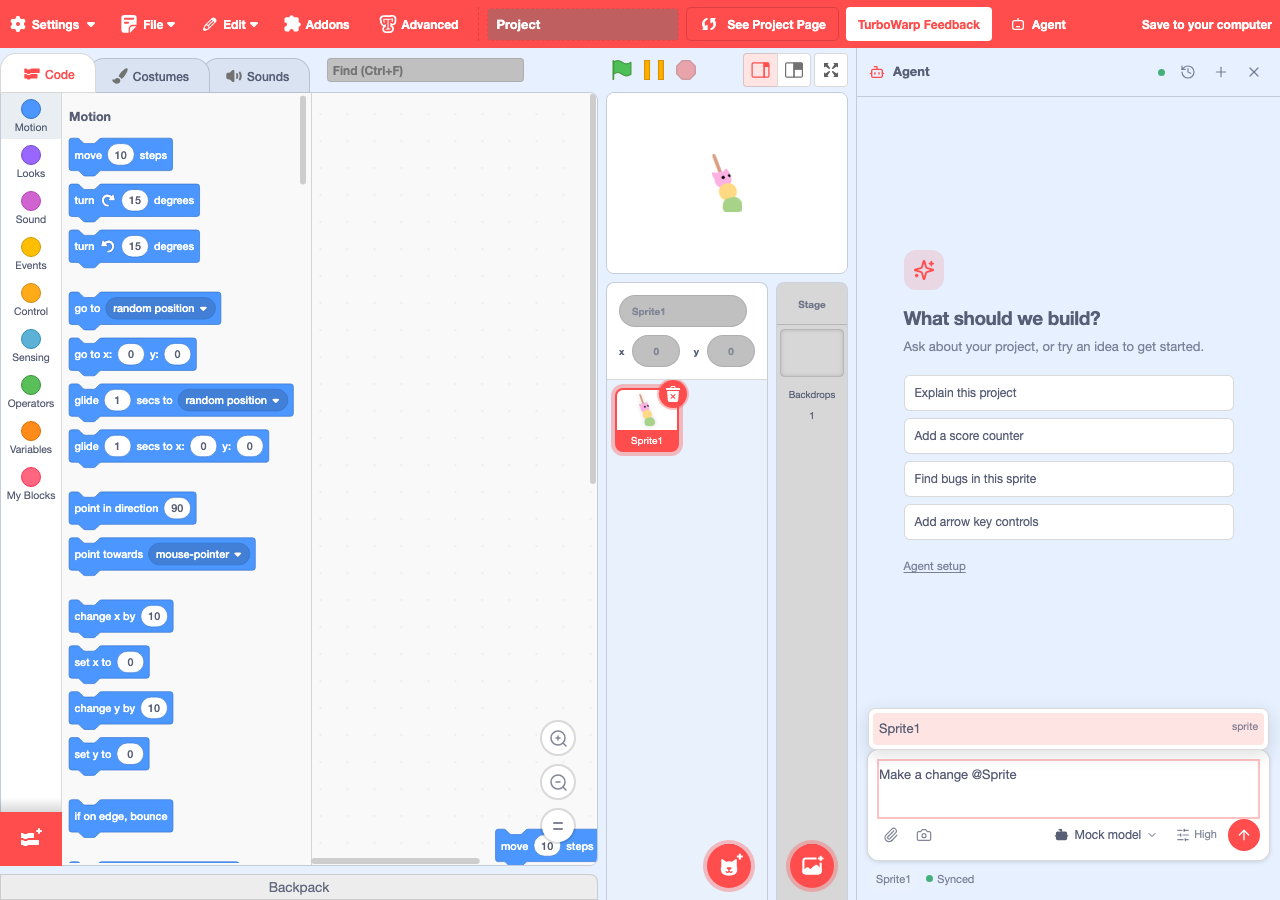 Settings File Edit Addons Advanced Project See Project Page TurboWarp Feedback Agent Save to your computer
Code Costumes Sounds Find (Ctrl+F)
Agent
Motion
Looks
Sound
Events
Control
Sensing
Operators
Variables
My Blocks
Motion
move 10 steps
turn 15 degrees
turn 15 degrees
go to random position
go to x: 0 y: 0
glide 1 secs to random position
glide 1 secs to x: 0 y: 0
point in direction 90
point towards mouse-pointer
change x by 10
set x to 0
change y by 10
set y to 0
if on edge, bounce
move 10 steps
Backpack
Sprite1
x 0 y 0
Sprite1
Stage
Backdrops
1
What should we build?
Ask about your project, or try an idea to get started.
Explain this project
Add a score counter
Find bugs in this sprite
Add arrow key controls
Agent setup
Sprite1 sprite
Make a change @Sprite
Mock model High
Sprite1 Synced